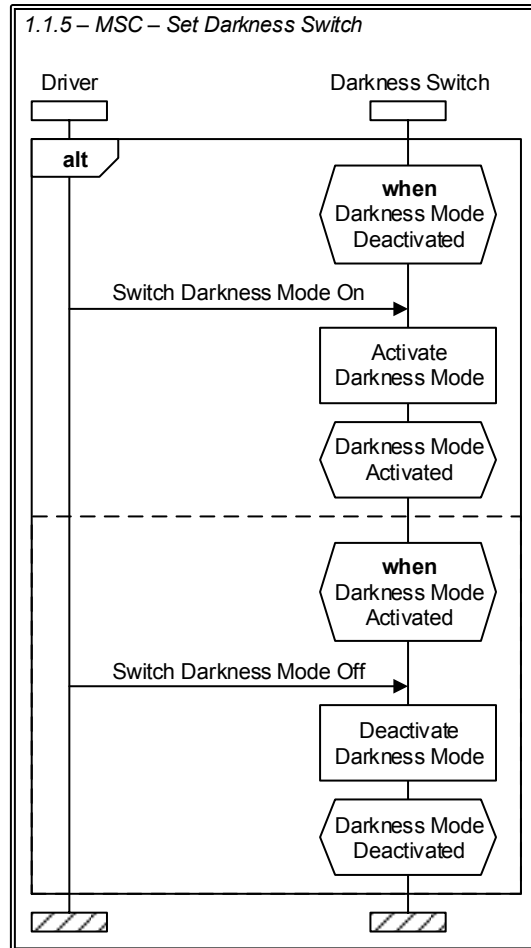 1.1.5 – MSC – Set Darkness Switch
Driver
Darkness Switch
alt
when
Darkness Mode
Deactivated
Switch Darkness Mode On
Activate
Darkness Mode
Darkness Mode
Activated
when
Darkness Mode
Activated
Switch Darkness Mode Off
Deactivate
Darkness Mode
Darkness Mode
Deactivated